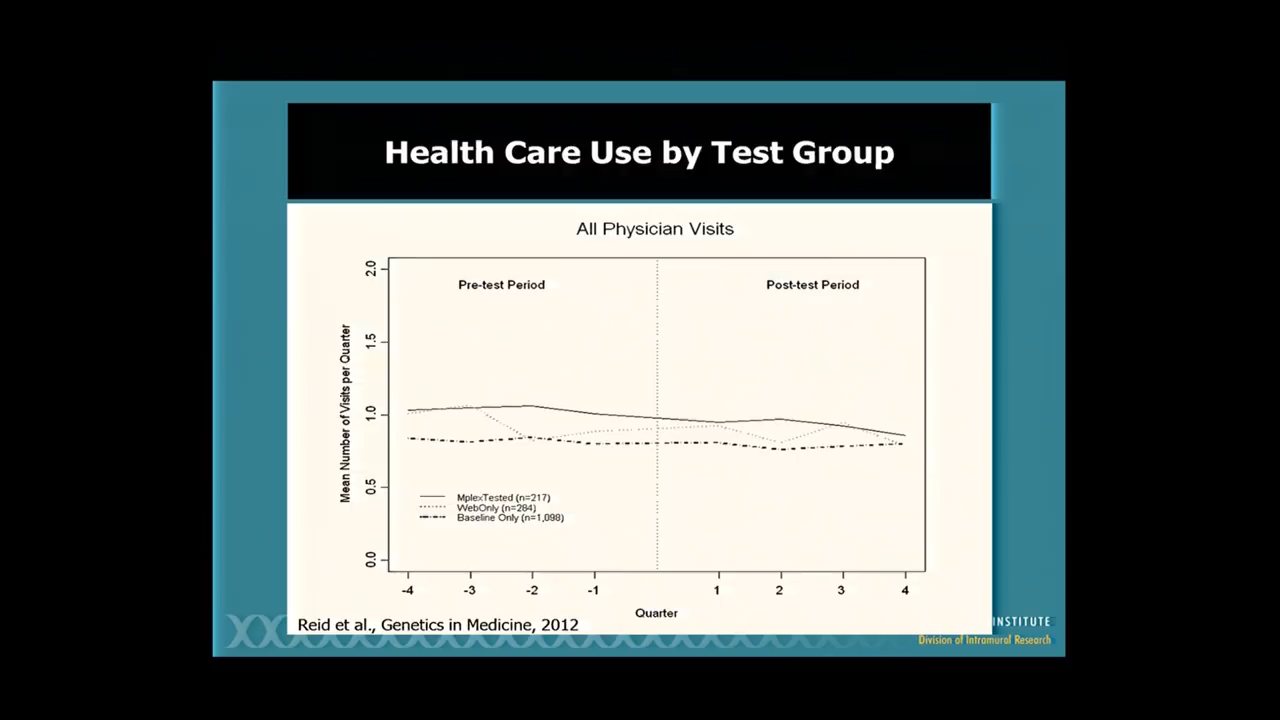 Health Care Use by Test Group
All Physician Visits
Pre-test Period
Post-test Period
Mean Number of Visits per Quarter
2.0
1.5
1.0
0.5
0.0
MplexTested (n=217)
WebOnly (n=284)
Baseline Only (n=1,098)
-4 -3 -2 -1 1 2 3 4
Quarter
Reid et al., Genetics in Medicine, 2012
INSTITUTE
Division of Intramural Research